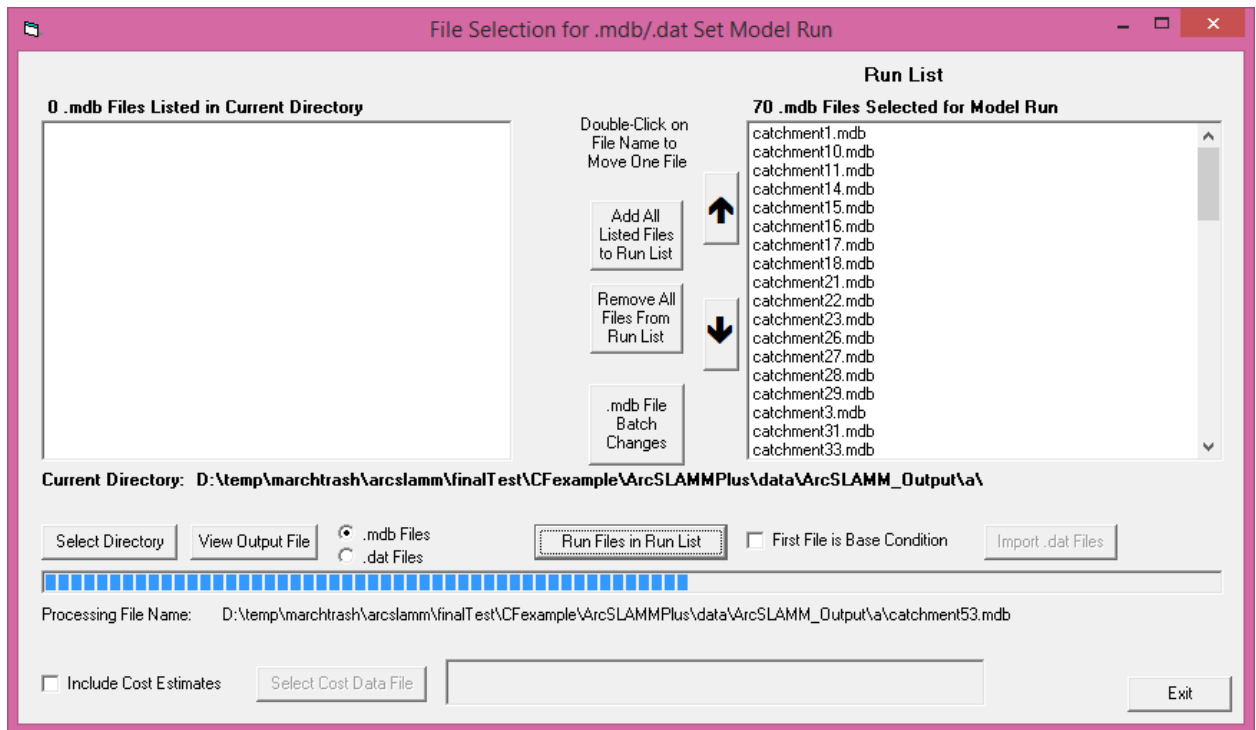 File Selection for .mdb/.dat Set Model Run
Run List
0 .mdb Files Listed in Current Directory
70 .mdb Files Selected for Model Run
Double-Click on
File Name to
Move One File
Add All
Listed Files
to Run List
Remove All
Files From
Run List
.mdb File
Batch
Changes
catchment1.mdb
catchment10.mdb
catchment11.mdb
catchment14.mdb
catchment15.mdb
catchment16.mdb
catchment17.mdb
catchment18.mdb
catchment21.mdb
catchment22.mdb
catchment23.mdb
catchment26.mdb
catchment27.mdb
catchment28.mdb
catchment29.mdb
catchment3.mdb
catchment31.mdb
catchment33.mdb
Current Directory: D:\temp\marchtrash\arcslamm\finalTest\CFexample\ArcSLAMMPlus\data\ArcSLAMM_Output\a\
Select Directory View Output File .mdb Files Run Files in Run List First File is Base Condition Import .dat Files
.dat Files
Processing File Name: D:\temp\marchtrash\arcslamm\finalTest\CFexample\ArcSLAMMPlus\data\ArcSLAMM_Output\a\catchment53.mdb
Include Cost Estimates Select Cost Data File
Exit